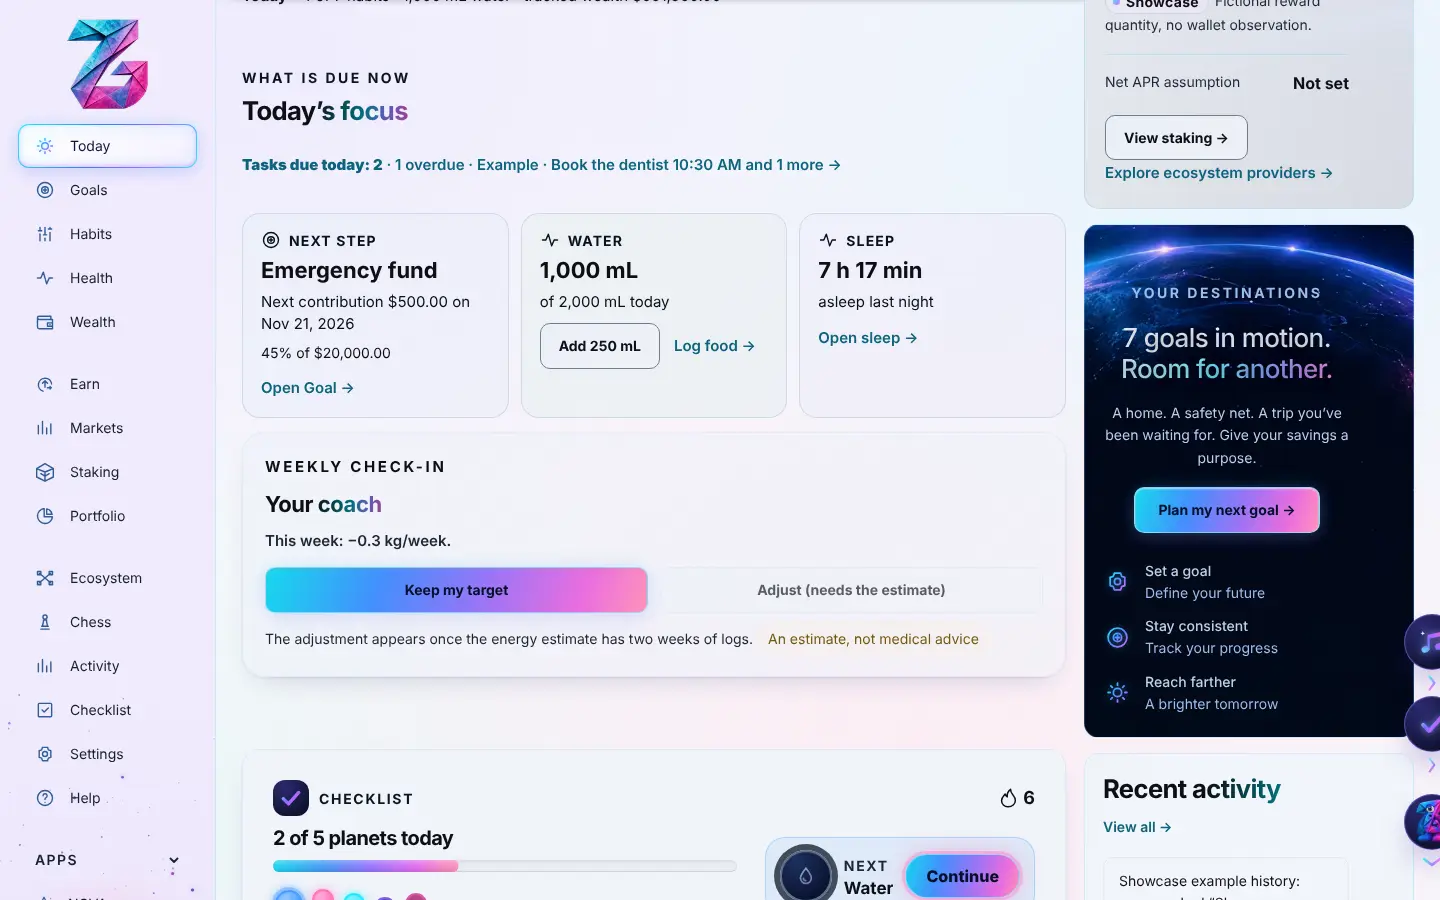 Today
Goals
Habits
Health
Wealth
Earn
Markets
Staking
Portfolio
Ecosystem
Chess
Activity
Checklist
Settings
Help
APPS
WHAT IS DUE NOW
Today’s focus
Tasks due today: 2 · 1 overdue · Example · Book the dentist 10:30 AM and 1 more →
NEXT STEP
Emergency fund
Next contribution $500.00 on
Nov 21, 2026
45% of $20,000.00
Open Goal →
WATER
1,000 mL
of 2,000 mL today
Add 250 mL
Log food →
SLEEP
7 h 17 min
asleep last night
Open sleep →
WEEKLY CHECK-IN
Your coach
This week: −0.3 kg/week.
Keep my target
Adjust (needs the estimate)
The adjustment appears once the energy estimate has two weeks of logs.
An estimate, not medical advice
CHECKLIST
6
2 of 5 planets today
NEXT
Water
Continue
Showcase Fictional reward
quantity, no wallet observation.
Net APR assumption
Not set
View staking →
Explore ecosystem providers →
YOUR DESTINATIONS
7 goals in motion.
Room for another.
A home. A safety net. A trip you’ve
been waiting for. Give your savings a
purpose.
Plan my next goal →
Set a goal
Define your future
Stay consistent
Track your progress
Reach farther
A brighter tomorrow
Recent activity
View all →
Showcase example history: